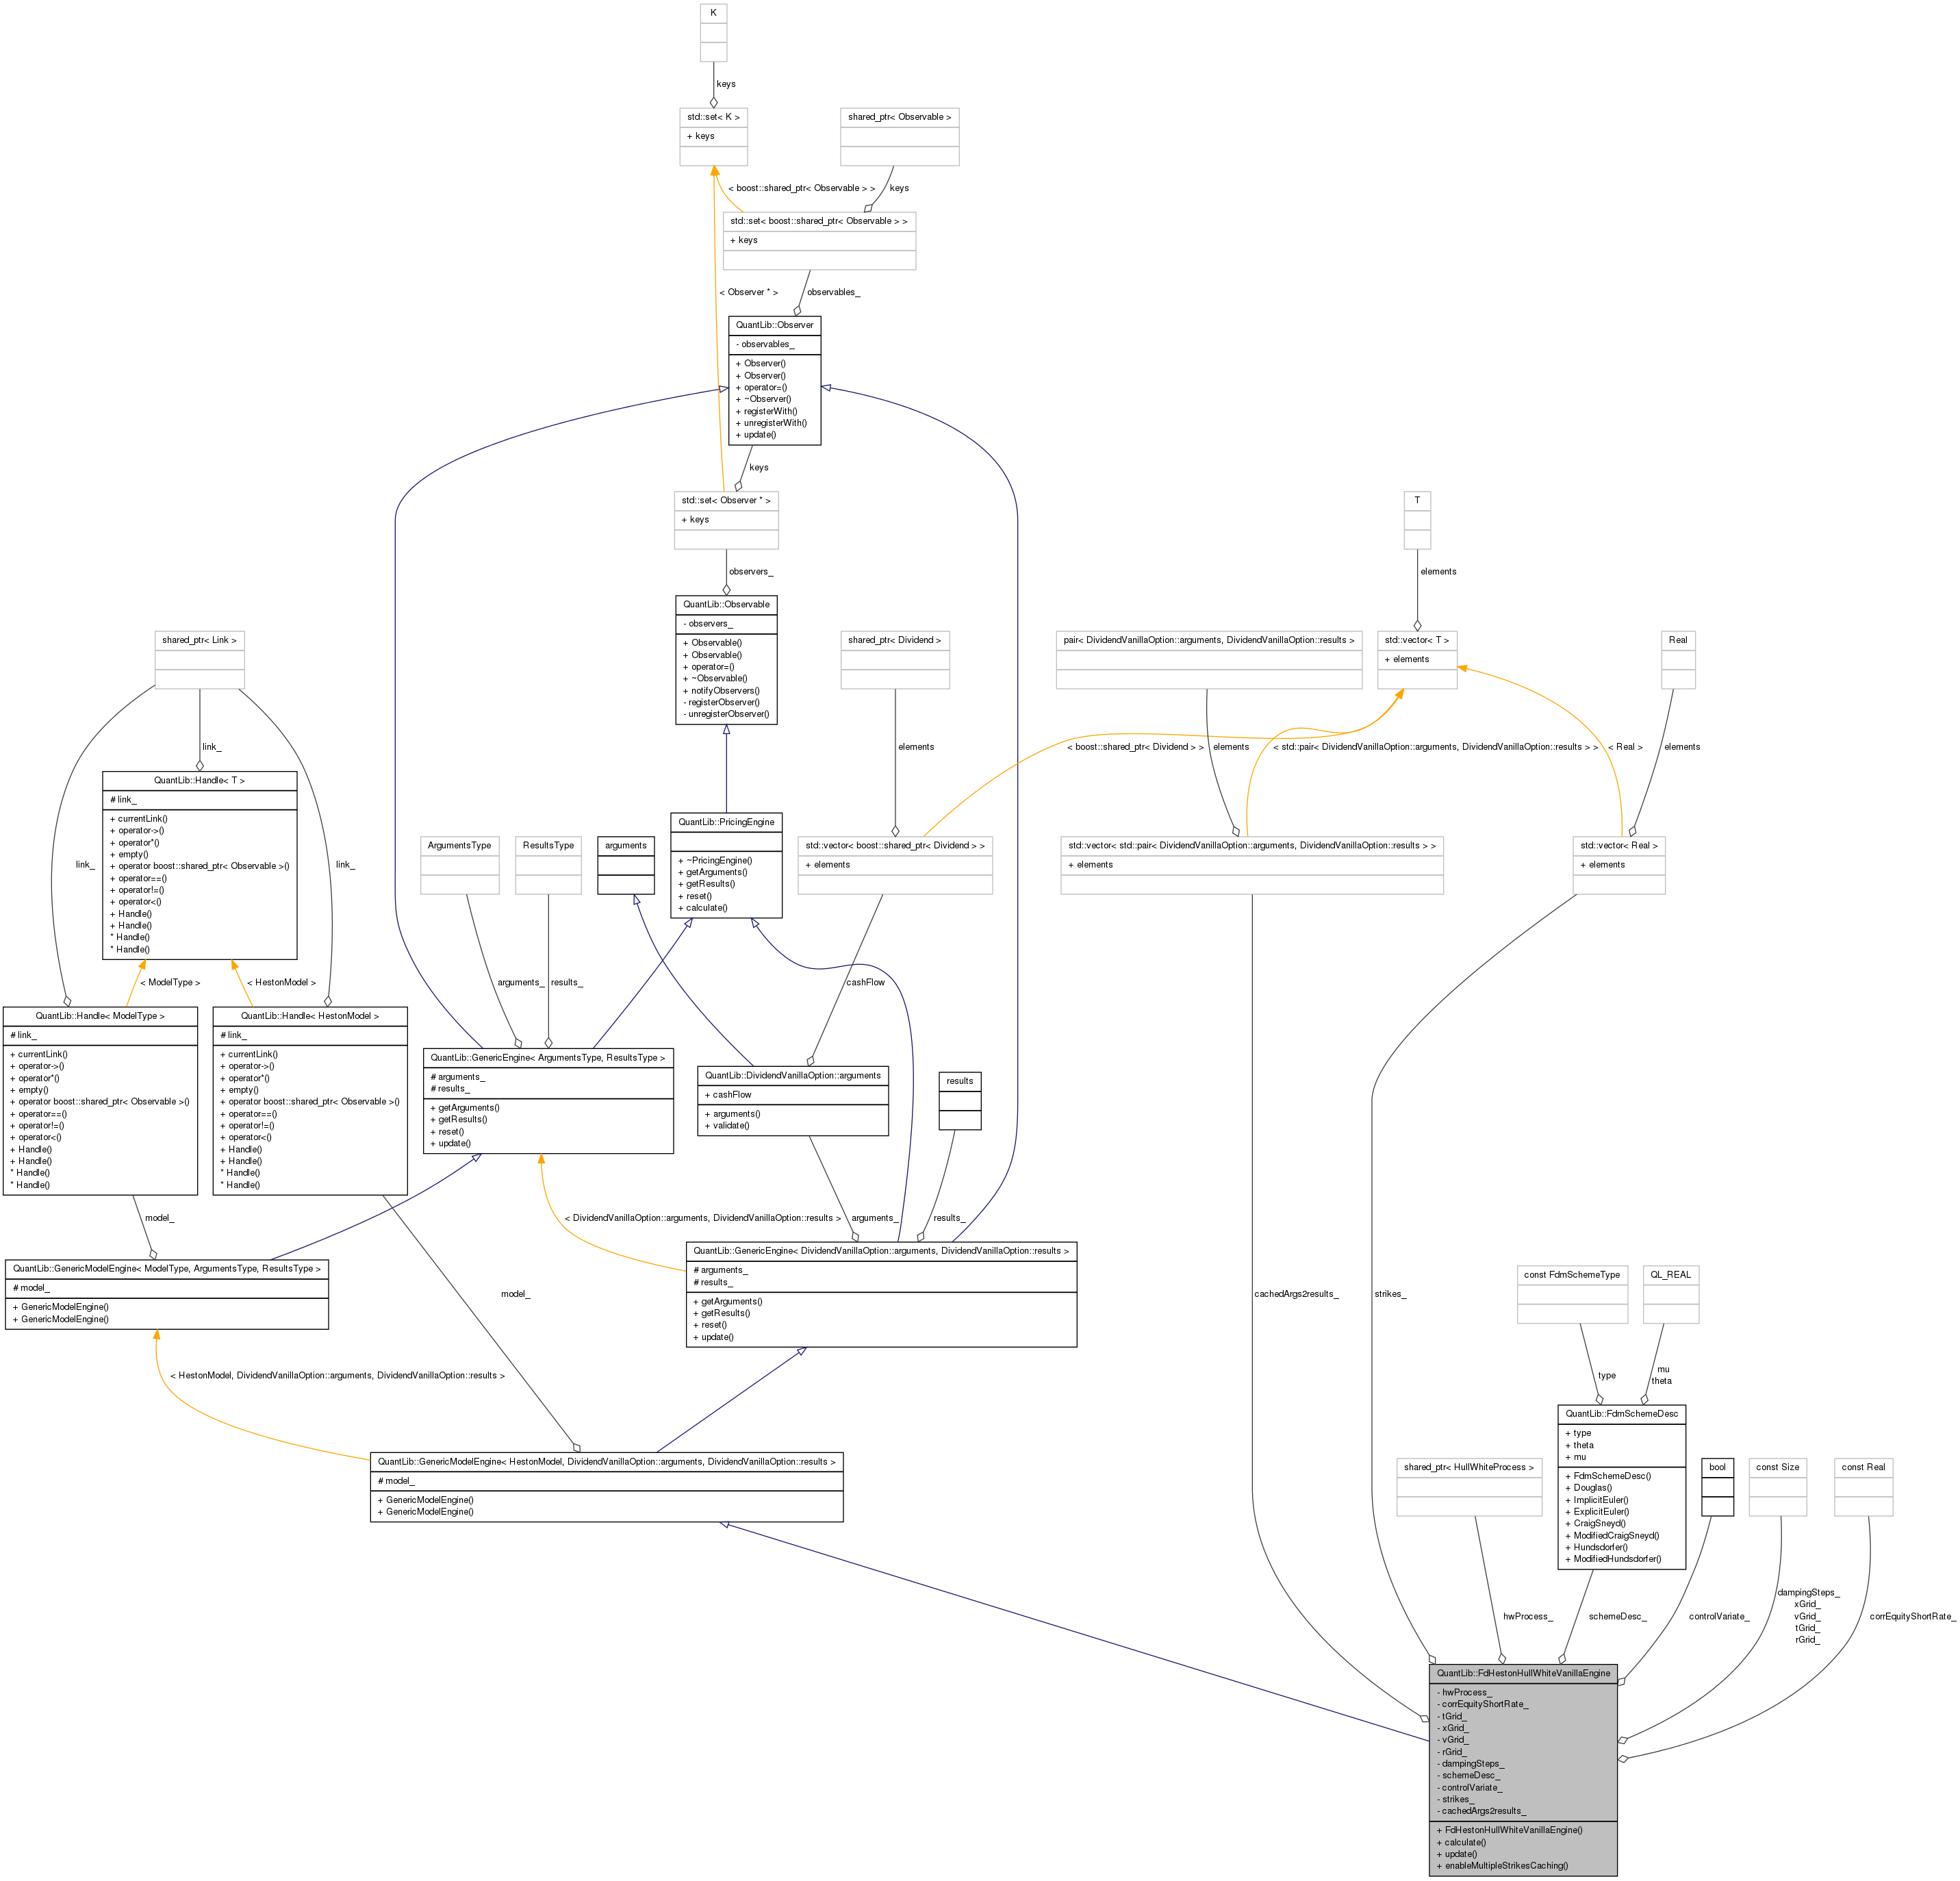 K
keys
std::set< K >
+ keys
shared_ptr< Observable >
< boost::shared_ptr< Observable > >
keys
std::set< boost::shared_ptr< Observable > >
+ keys
< Observer * >
observables_
QuantLib::Observer
- observables_
+ Observer()
+ Observer()
+ operator=()
+ ~Observer()
+ registerWith()
+ unregisterWith()
+ update()
keys
std::set< Observer * >
+ keys
T
observers_
elements
QuantLib::Observable
- observers_
+ Observable()
+ Observable()
+ operator=()
+ ~Observable()
+ notifyObservers()
- registerObserver()
- unregisterObserver()
shared_ptr< Link >
shared_ptr< Dividend >
pair< DividendVanillaOption::arguments, DividendVanillaOption::results >
std::vector< T >
+ elements
Real
link_
elements
< boost::shared_ptr< Dividend > >
elements
< std::pair< DividendVanillaOption::arguments, DividendVanillaOption::results > >
< Real >
elements
QuantLib::Handle< T >
# link_
+ currentLink()
+ operator->()
+ operator*()
+ empty()
+ operator boost::shared_ptr< Observable >()
+ operator==()
+ operator!=()
+ operator<()
+ Handle()
+ Handle()
* Handle()
* Handle()
link_
link_
ArgumentsType
ResultsType
arguments
QuantLib::PricingEngine
+ ~PricingEngine()
+ getArguments()
+ getResults()
+ reset()
+ calculate()
std::vector< boost::shared_ptr< Dividend > >
+ elements
std::vector< std::pair< DividendVanillaOption::arguments, DividendVanillaOption::results > >
+ elements
std::vector< Real >
+ elements
< ModelType >
< HestonModel >
arguments_
results_
cashFlow
QuantLib::Handle< ModelType >
# link_
+ currentLink()
+ operator->()
+ operator*()
+ empty()
+ operator boost::shared_ptr< Observable >()
+ operator==()
+ operator!=()
+ operator<()
+ Handle()
+ Handle()
* Handle()
* Handle()
QuantLib::Handle< HestonModel >
# link_
+ currentLink()
+ operator->()
+ operator*()
+ empty()
+ operator boost::shared_ptr< Observable >()
+ operator==()
+ operator!=()
+ operator<()
+ Handle()
+ Handle()
* Handle()
* Handle()
QuantLib::GenericEngine< ArgumentsType, ResultsType >
# arguments_
# results_
+ getArguments()
+ getResults()
+ reset()
+ update()
QuantLib::DividendVanillaOption::arguments
+ cashFlow
+ arguments()
+ validate()
results
model_
< DividendVanillaOption::arguments, DividendVanillaOption::results >
arguments_
results_
QuantLib::GenericModelEngine< ModelType, ArgumentsType, ResultsType >
# model_
+ GenericModelEngine()
+ GenericModelEngine()
model_
QuantLib::GenericEngine< DividendVanillaOption::arguments, DividendVanillaOption::results >
# arguments_
# results_
+ getArguments()
+ getResults()
+ reset()
+ update()
cachedArgs2results_
strikes_
const FdmSchemeType
QL_REAL
< HestonModel, DividendVanillaOption::arguments, DividendVanillaOption::results >
type
mu
theta
QuantLib::GenericModelEngine< HestonModel, DividendVanillaOption::arguments, DividendVanillaOption::results >
# model_
+ GenericModelEngine()
+ GenericModelEngine()
shared_ptr< HullWhiteProcess >
QuantLib::FdmSchemeDesc
+ type
+ theta
+ mu
+ FdmSchemeDesc()
+ Douglas()
+ ImplicitEuler()
+ ExplicitEuler()
+ CraigSneyd()
+ ModifiedCraigSneyd()
+ Hundsdorfer()
+ ModifiedHundsdorfer()
bool
const Size
const Real
hwProcess_
schemeDesc_
controlVariate_
dampingSteps_
xGrid_
vGrid_
tGrid_
rGrid_
corrEquityShortRate_
QuantLib::FdHestonHullWhiteVanillaEngine
- hwProcess_
- corrEquityShortRate_
- tGrid_
- xGrid_
- vGrid_
- rGrid_
- dampingSteps_
- schemeDesc_
- controlVariate_
- strikes_
- cachedArgs2results_
+ FdHestonHullWhiteVanillaEngine()
+ calculate()
+ update()
+ enableMultipleStrikesCaching()